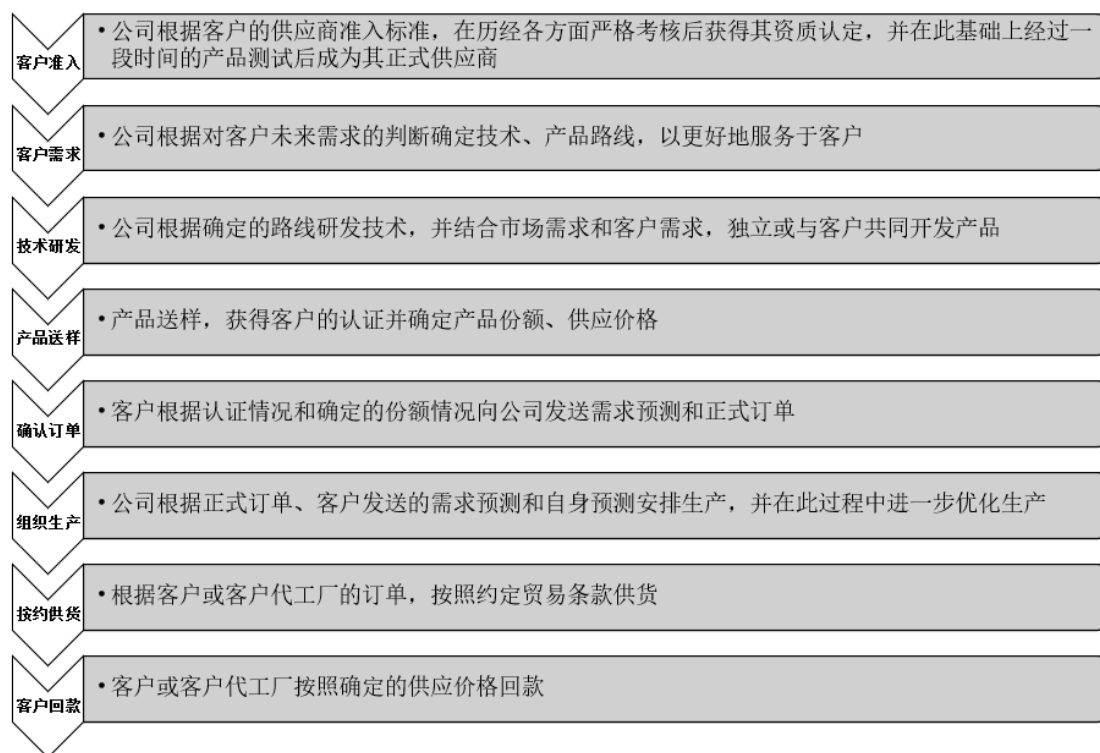 客户准入
•公司根据客户的供应商准入标准，在历经各方面严格考核后获得其资质认定，并在此基础上经过一
段时间的产品测试后成为其正式供应商
客户需求
•公司根据对客户未来需求的判断确定技术、产品路线，以更好地服务于客户
技术研发
•公司根据确定的路线研发技术，并结合市场需求和客户需求，独立或与客户共同开发产品
产品送样
•产品送样，获得客户的认证并确定产品份额、供应价格
确认订单
•客户根据认证情况和确定的份额情况向公司发送需求预测和正式订单
组织生产
•公司根据正式订单、客户发送的需求预测和自身预测安排生产，并在此过程中进一步优化生产
按约供货
•根据客户或客户代工厂的订单，按照约定贸易条款供货
客户回款
•客户或客户代工厂按照确定的供应价格回款